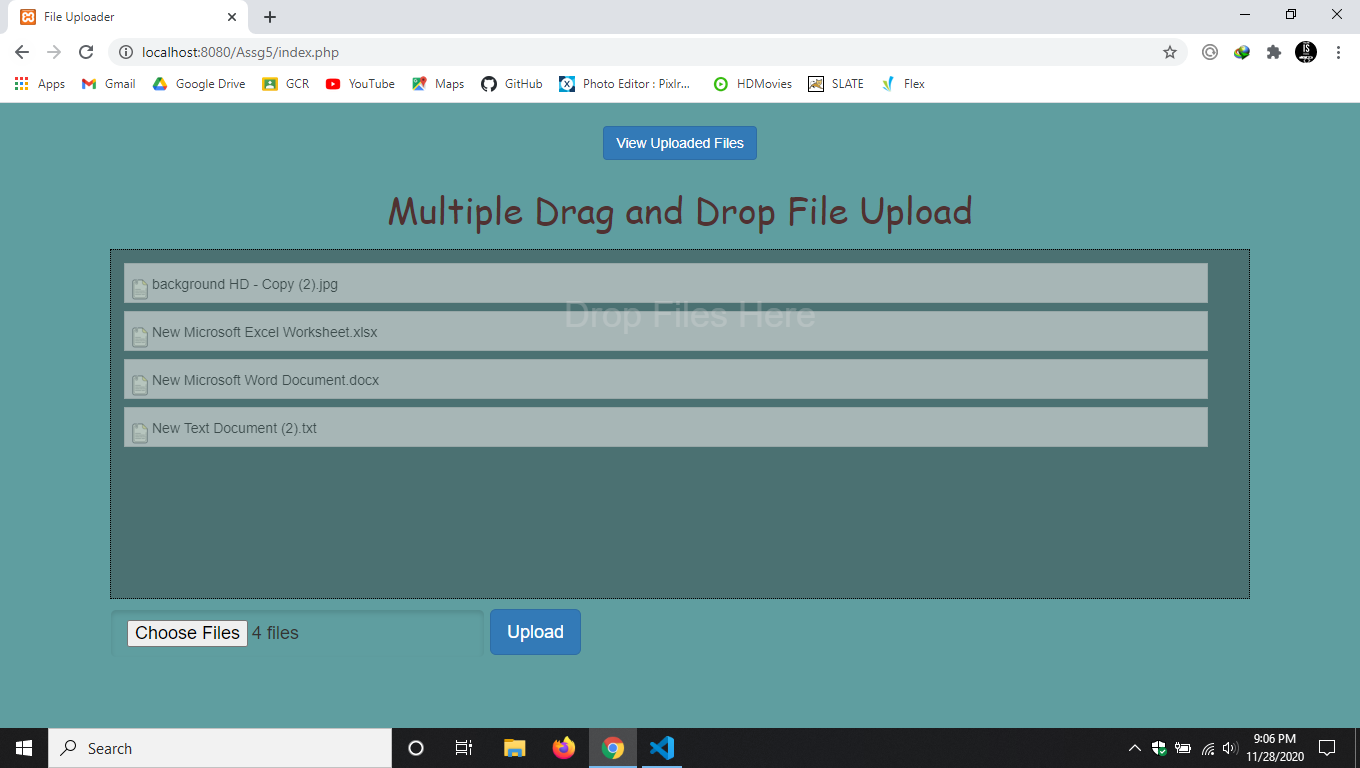 File Uploader
localhost:8080/Assg5/index.php
Apps Gmail Google Drive GCR YouTube Maps GitHub Photo Editor : Pixlr... HDMovies SLATE Flex
View Uploaded Files
Multiple Drag and Drop File Upload
background HD - Copy (2).jpg
Drop Files Here
New Microsoft Excel Worksheet.xlsx
New Microsoft Word Document.docx
New Text Document (2).txt
Choose Files 4 files Upload
Search
9:06 PM
11/28/2020